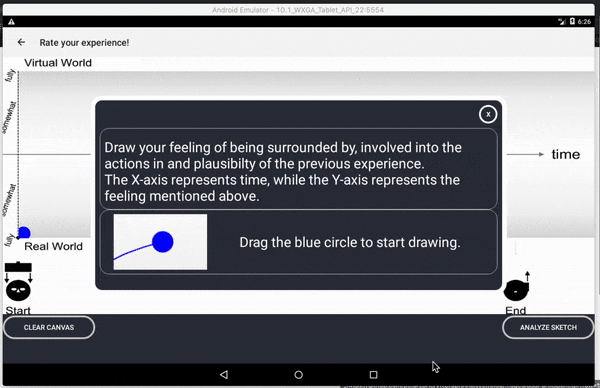 Android Emulator - 10.1_WXGA_Tablet_API_22:5554
6:26
Rate your experience!
Virtual World
fully
somewhat
x
Draw your feeling of being surrounded by, involved into the
actions in and plausibilty of the previous experience.
The X-axis represents time, while the Y-axis represents the
feeling mentioned above.
time
somewhat
fully
Drag the blue circle to start drawing.
Real World
Start
End
CLEAR CANVAS
ANALYZE SKETCH